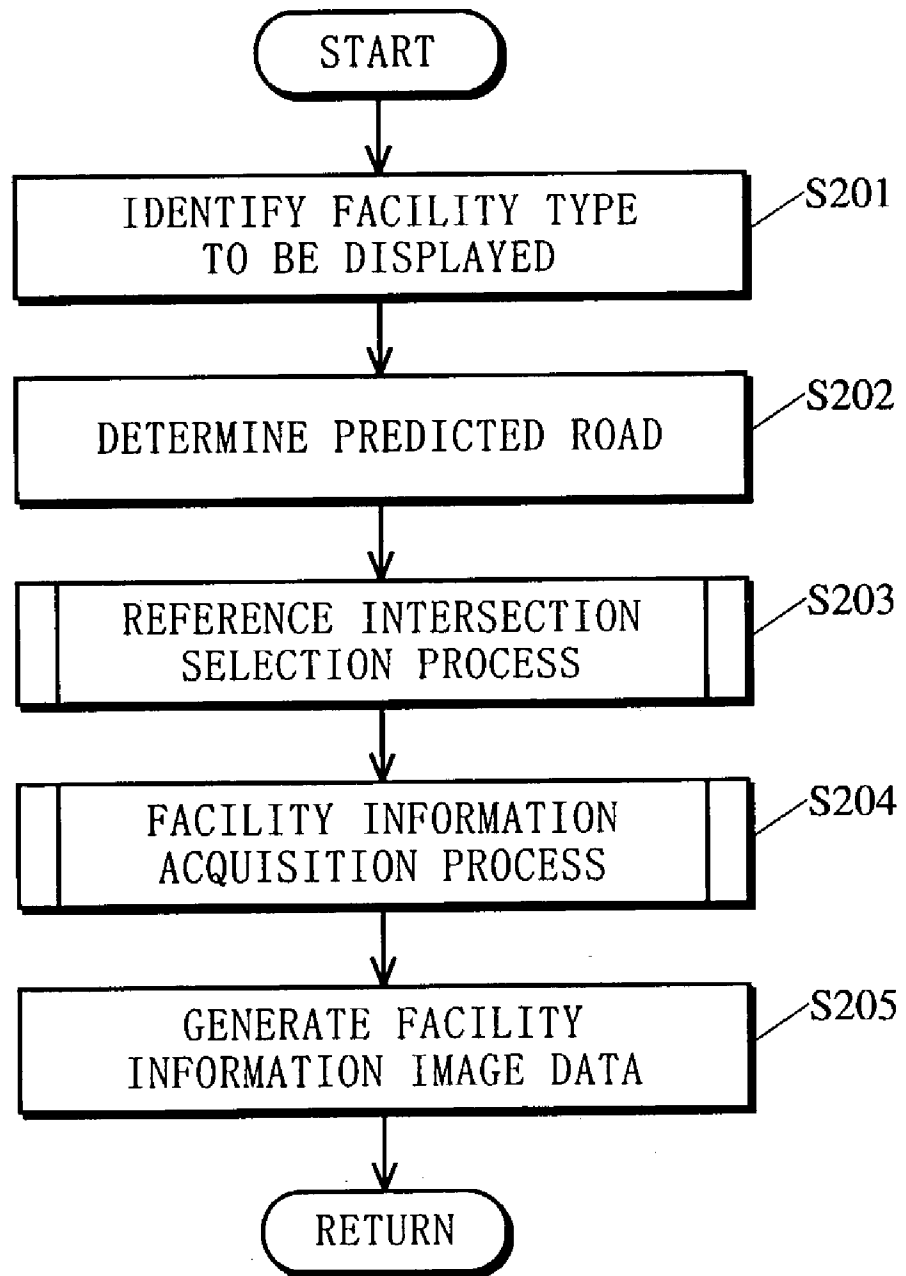 START
IDENTIFY FACILITY TYPE
TO BE DISPLAYED
S201
DETERMINE PREDICTED ROAD
S202
REFERENCE INTERSECTION
SELECTION PROCESS
S203
FACILITY INFORMATION
ACQUISITION PROCESS
S204
GENERATE FACILITY
INFORMATION IMAGE DATA
S205
RETURN